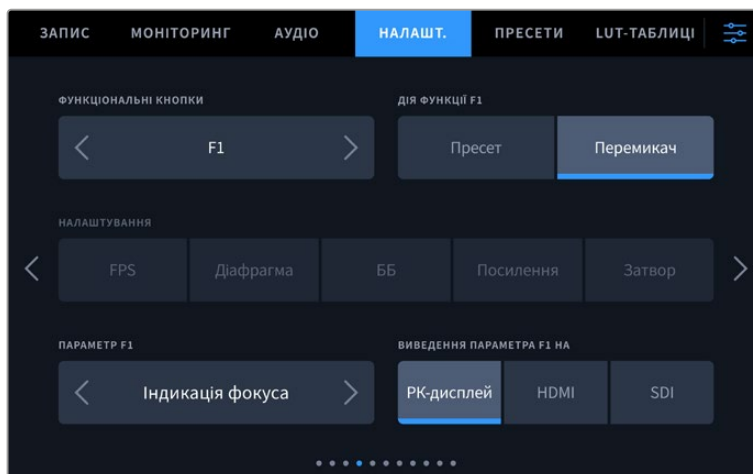 ЗАПИС МОНІТОРИНГ АУДІО НАЛАШТ. ПРЕСЕТИ LUT-ТАБЛИЦІ
ФУНКЦІОНАЛЬНІ КНОПКИ ДІЯ ФУНКЦІЇ F1
F1 Пресет Перемикач
НАЛАШТУВАННЯ
FPS Діафрагма ББ Посилення Затвор
ПАРАМЕТР F1 ВИВЕДЕННЯ ПАРАМЕТРА F1 НА
Індикація фокуса РК-дисплей HDMI SDI